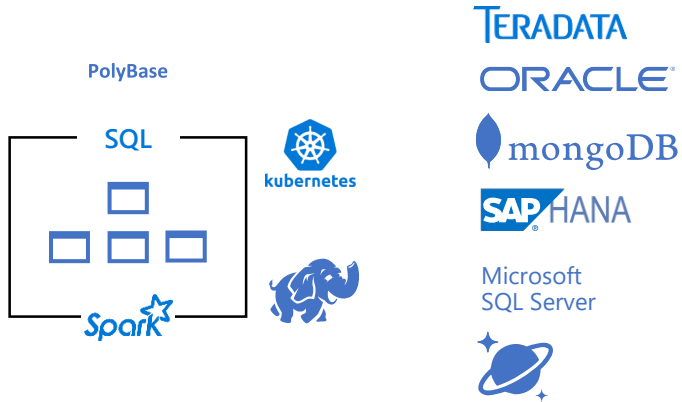 PolyBase
SQL
kubernetes
Spark
TERADATA
ORACLE®
mongoDB
SAP® HANA
Microsoft
SQL Server